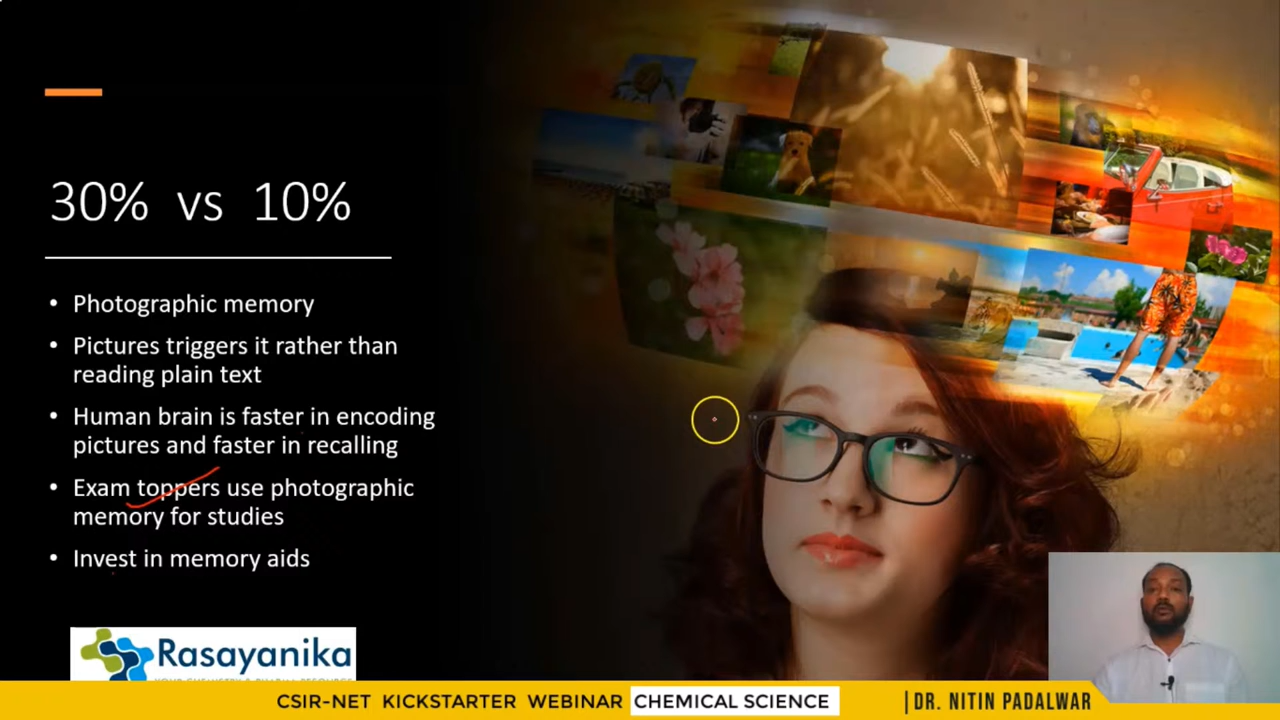 30% vs 10%
• Photographic memory
• Pictures triggers it rather than
reading plain text
• Human brain is faster in encoding
pictures and faster in recalling
• Exam toppers use photographic
memory for studies
• Invest in memory aids
Rasayanika
CSIR-NET KICKSTARTER WEBINAR CHEMICAL SCIENCE |DR. NITIN PADALWAR